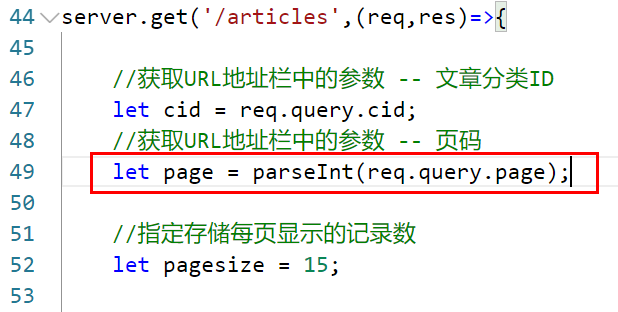 44 server.get('/articles',(req,res)=>{
45
46 //获取URL地址栏中的参数 -- 文章分类ID
47 let cid = req.query.cid;
48 //获取URL地址栏中的参数 -- 页码
49 let page = parseInt(req.query.page);
50
51 //指定存储每页显示的记录数
52 let pagesize = 15;
53